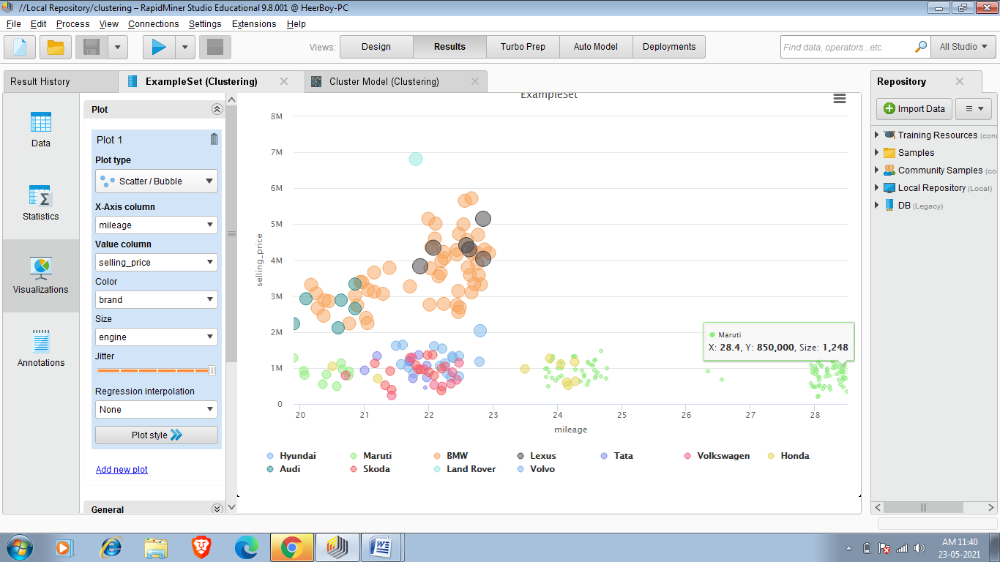 //Local Repository/clustering – RapidMiner Studio Educational 9.8.001 @ HeerBoy-PC
File Edit Process View Connections Settings Extensions Help
Views: Design Results Turbo Prep Auto Model Deployments Find data, operators...etc All Studio
Result History ExampleSet (Clustering) Cluster Model (Clustering) Repository
Data
Statistics
Visualizations
Annotations
Plot
Plot 1
Plot type
Scatter / Bubble
X-Axis column
mileage
Value column
selling_price
Color
brand
Size
engine
Jitter
Regression interpolation
None
Plot style
Add new plot
General
ExampleSet
8M
7M
6M
5M
4M
3M
2M
1M
0
selling_price
20 21 22 23 24 25 26 27 28
mileage
Maruti
X: 28.4, Y: 850,000, Size: 1,248
Hyundai Maruti BMW Lexus Tata Volkswagen Honda
Audi Skoda Land Rover Volvo
Import Data
Training Resources (con
Samples
Community Samples (co
Local Repository (Local)
DB (Legacy)
AM 11:40
23-05-2021